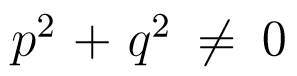 p² + q² ≠ 0